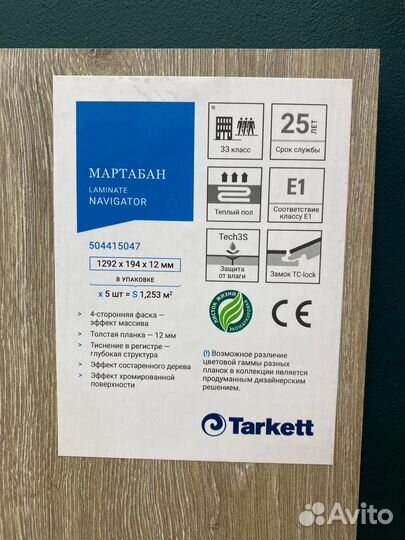 МАРТАБАН
LAMINATE
NAVIGATOR
504415047
1292 x 194 x 12 мм
В УПАКОВКЕ
x 5 шт = S 1,253 м²
> 4-сторонняя фаска —
эффект массива
> Толстая планка — 12 мм
> Тиснение в регистре —
глубокая структура
> Эффект состаренного дерева
> Эффект хромированной
поверхности
33 класс
25 ЛЕТ
Срок службы
Теплый пол
E1
Соответствие
классу E1
Tech3S
Защита
от влаги
Замок TC-lock
ЛИСТОК ЖИЗНИ
CE
(!) Возможное различие
цветовой гаммы разных
планок в коллекции является
продуманным дизайнерским
решением.
Tarkett
Avito